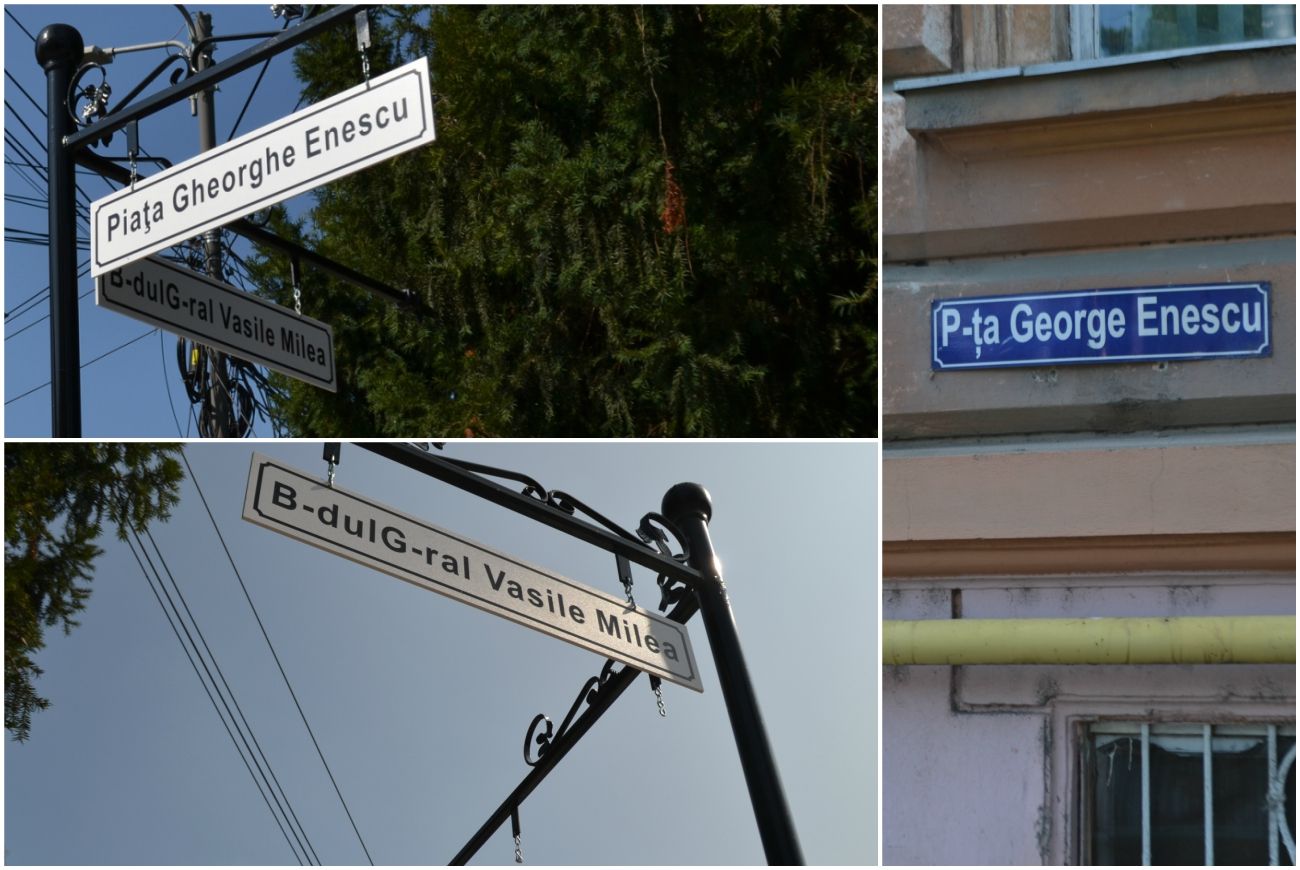 Piaţa Gheorghe Enescu
B-dulG-ral Vasile Milea
P-ța George Enescu
B-dulG-ral Vasile Milea